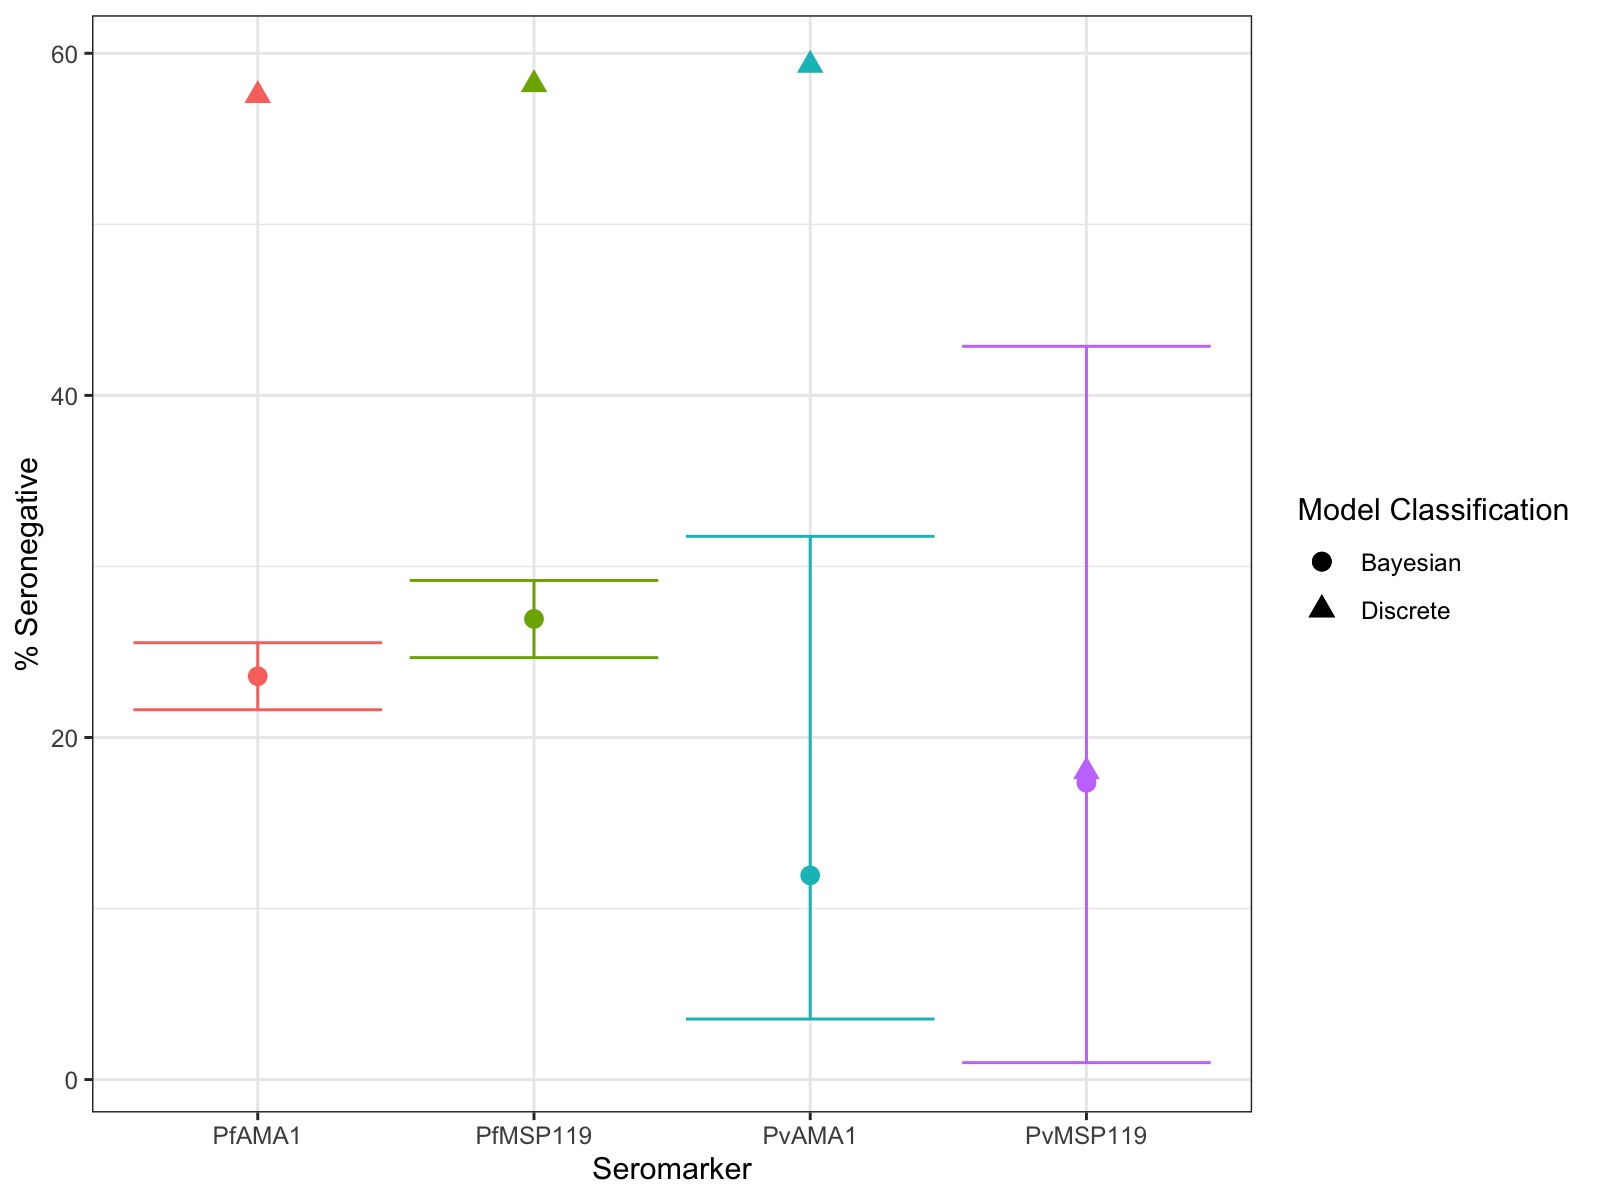 60
40
20
0
% Seronegative
PfAMA1
PfMSP119
PvAMA1
PvMSP119
Seromarker
Model Classification
Bayesian
Discrete